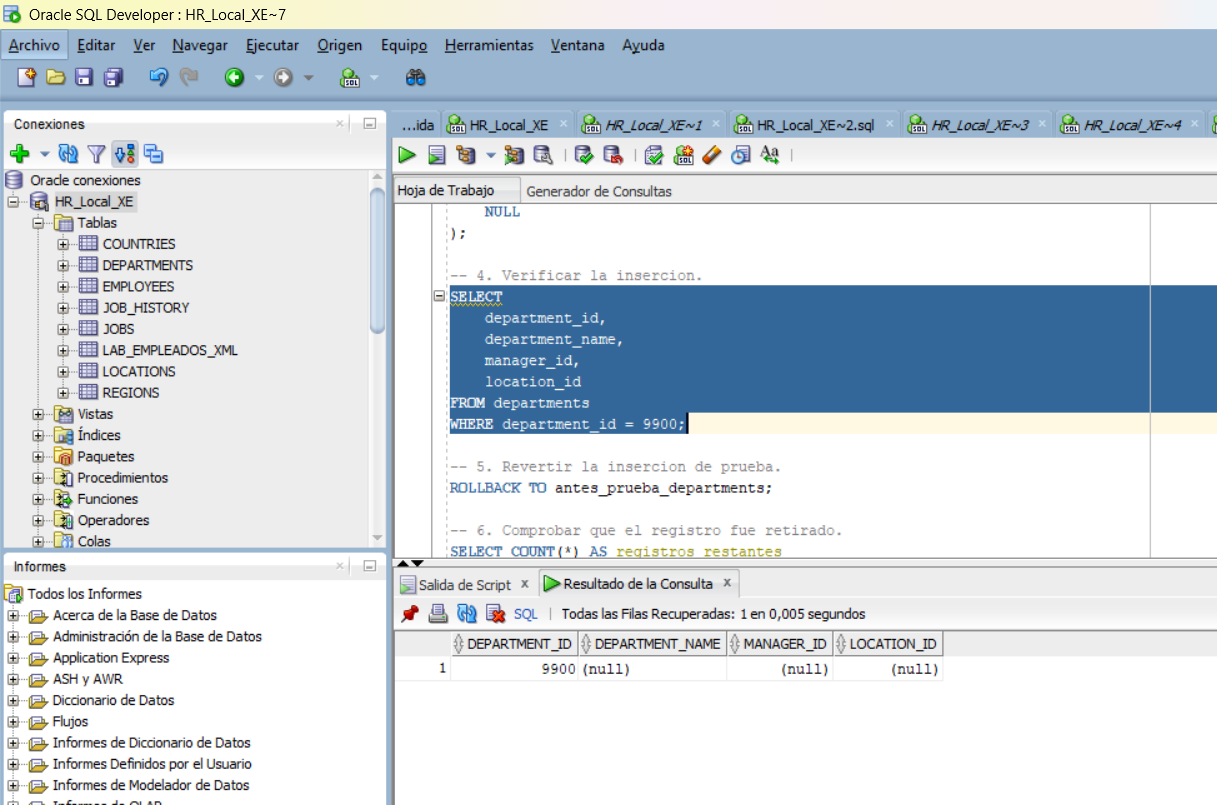 Oracle SQL Developer : HR_Local_XE~7
Archivo Editar Ver Navegar Ejecutar Origen Equipo Herramientas Ventana Ayuda
Conexiones
Oracle conexiones
HR_Local_XE
Tablas
COUNTRIES
DEPARTMENTS
EMPLOYEES
JOB_HISTORY
JOBS
LAB_EMPLEADOS_XML
LOCATIONS
REGIONS
Vistas
Índices
Paquetes
Procedimientos
Funciones
Operadores
Colas
Informes
Todos los Informes
Acerca de la Base de Datos
Administración de la Base de Datos
Application Express
ASH y AWR
Diccionario de Datos
Flujos
Informes de Diccionario de Datos
Informes Definidos por el Usuario
Informes de Modelador de Datos
Informes de OLAP
...ida HR_Local_XE HR_Local_XE~1 HR_Local_XE~2.sql HR_Local_XE~3 HR_Local_XE~4
Hoja de Trabajo Generador de Consultas
NULL
);
-- 4. Verificar la insercion.
SELECT
department_id,
department_name,
manager_id,
location_id
FROM departments
WHERE department_id = 9900;
-- 5. Revertir la insercion de prueba.
ROLLBACK TO antes_prueba_departments;
-- 6. Comprobar que el registro fue retirado.
SELECT COUNT(*) AS registros_restantes
Salida de Script Resultado de la Consulta
SQL Todas las Filas Recuperadas: 1 en 0,005 segundos
DEPARTMENT_ID DEPARTMENT_NAME MANAGER_ID LOCATION_ID
1 9900 (null) (null) (null)